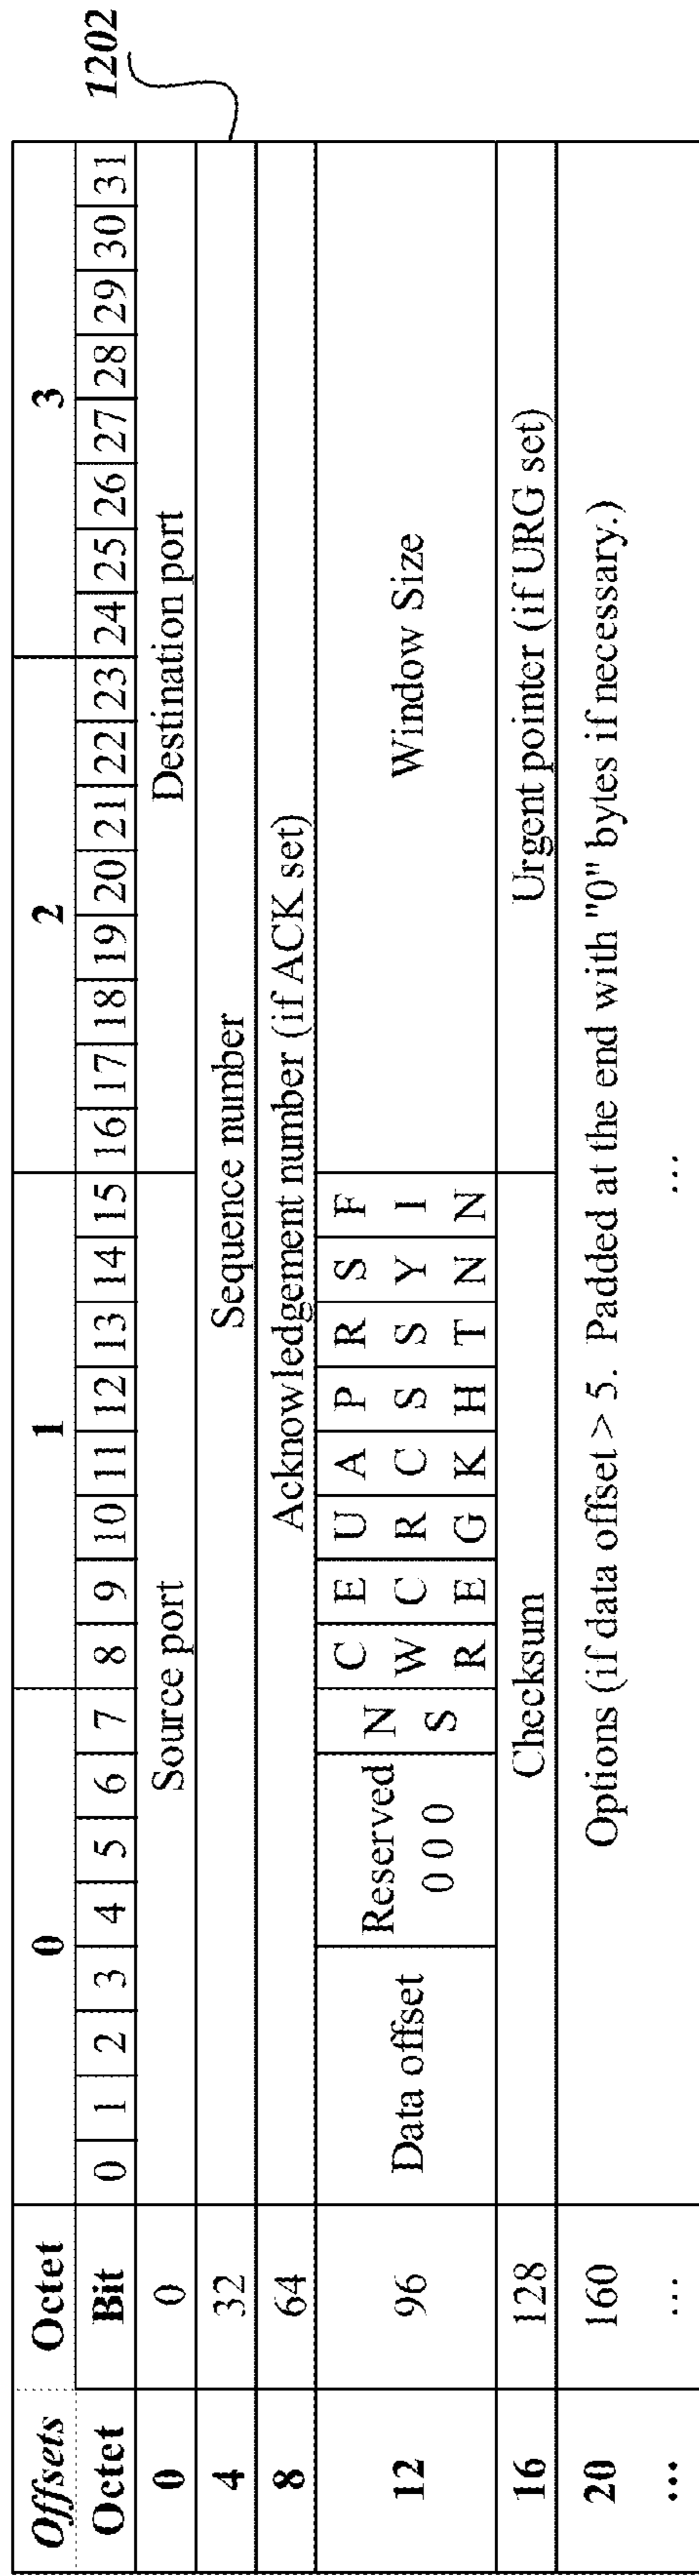 1202
Offsets Octet 0 1 2 3
Octet Bit 0 1 2 3 4 5 6 7 8 9 10 11 12 13 14 15 16 17 18 19 20 21 22 23 24 25 26 27 28 29 30 31
0 0 Source port Destination port
4 32 Sequence number
8 64 Acknowledgement number (if ACK set)
12 96 Data offset Reserved 0 0 0 N S C W R E C E U R G A C K P S H R S T S Y N F I N Window Size
16 128 Checksum Urgent pointer (if URG set)
20 160 Options (if data offset > 5. Padded at the end with "0" bytes if necessary.)
... ... ...